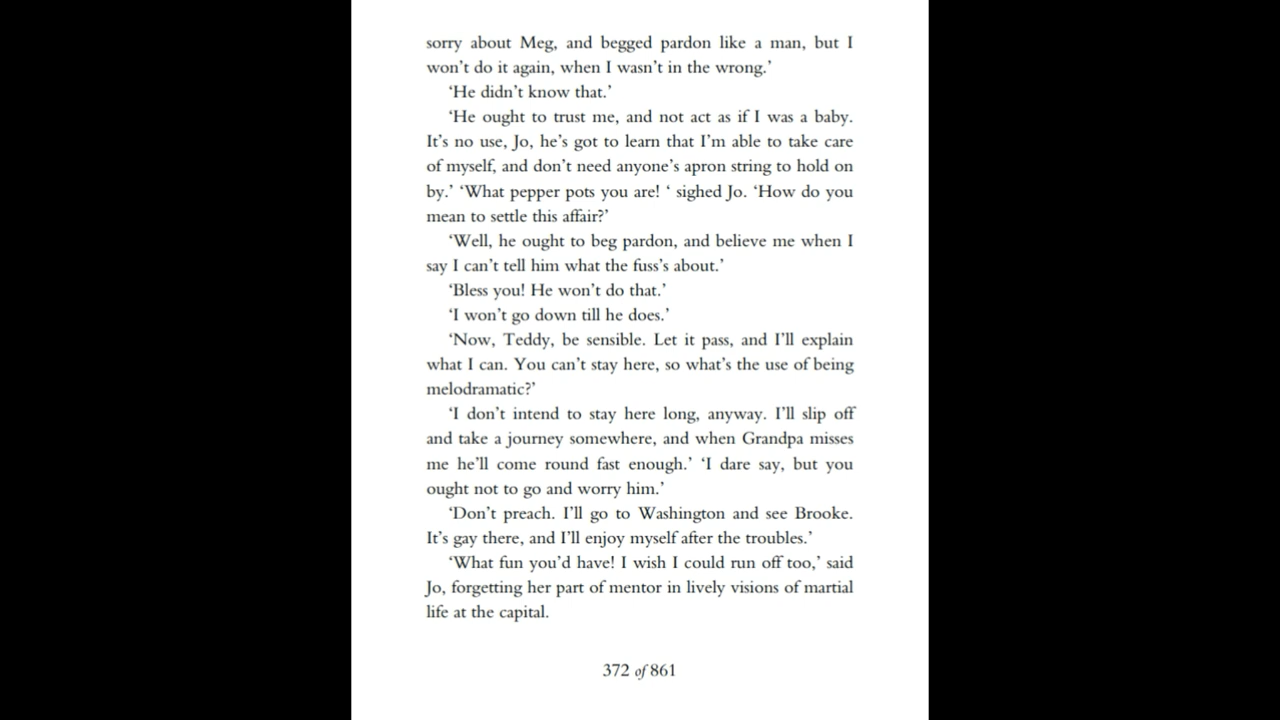 sorry about Meg, and begged pardon like a man, but I
won’t do it again, when I wasn’t in the wrong.’
‘He didn’t know that.’
‘He ought to trust me, and not act as if I was a baby.
It’s no use, Jo, he’s got to learn that I’m able to take care
of myself, and don’t need anyone’s apron string to hold on
by.’ ‘What pepper pots you are! ‘ sighed Jo. ‘How do you
mean to settle this affair?’
‘Well, he ought to beg pardon, and believe me when I
say I can’t tell him what the fuss’s about.’
‘Bless you! He won’t do that.’
‘I won’t go down till he does.’
‘Now, Teddy, be sensible. Let it pass, and I’ll explain
what I can. You can’t stay here, so what’s the use of being
melodramatic?’
‘I don’t intend to stay here long, anyway. I’ll slip off
and take a journey somewhere, and when Grandpa misses
me he’ll come round fast enough.’ ‘I dare say, but you
ought not to go and worry him.’
‘Don’t preach. I’ll go to Washington and see Brooke.
It’s gay there, and I’ll enjoy myself after the troubles.’
‘What fun you’d have! I wish I could run off too,’ said
Jo, forgetting her part of mentor in lively visions of martial
life at the capital.
372 of 861